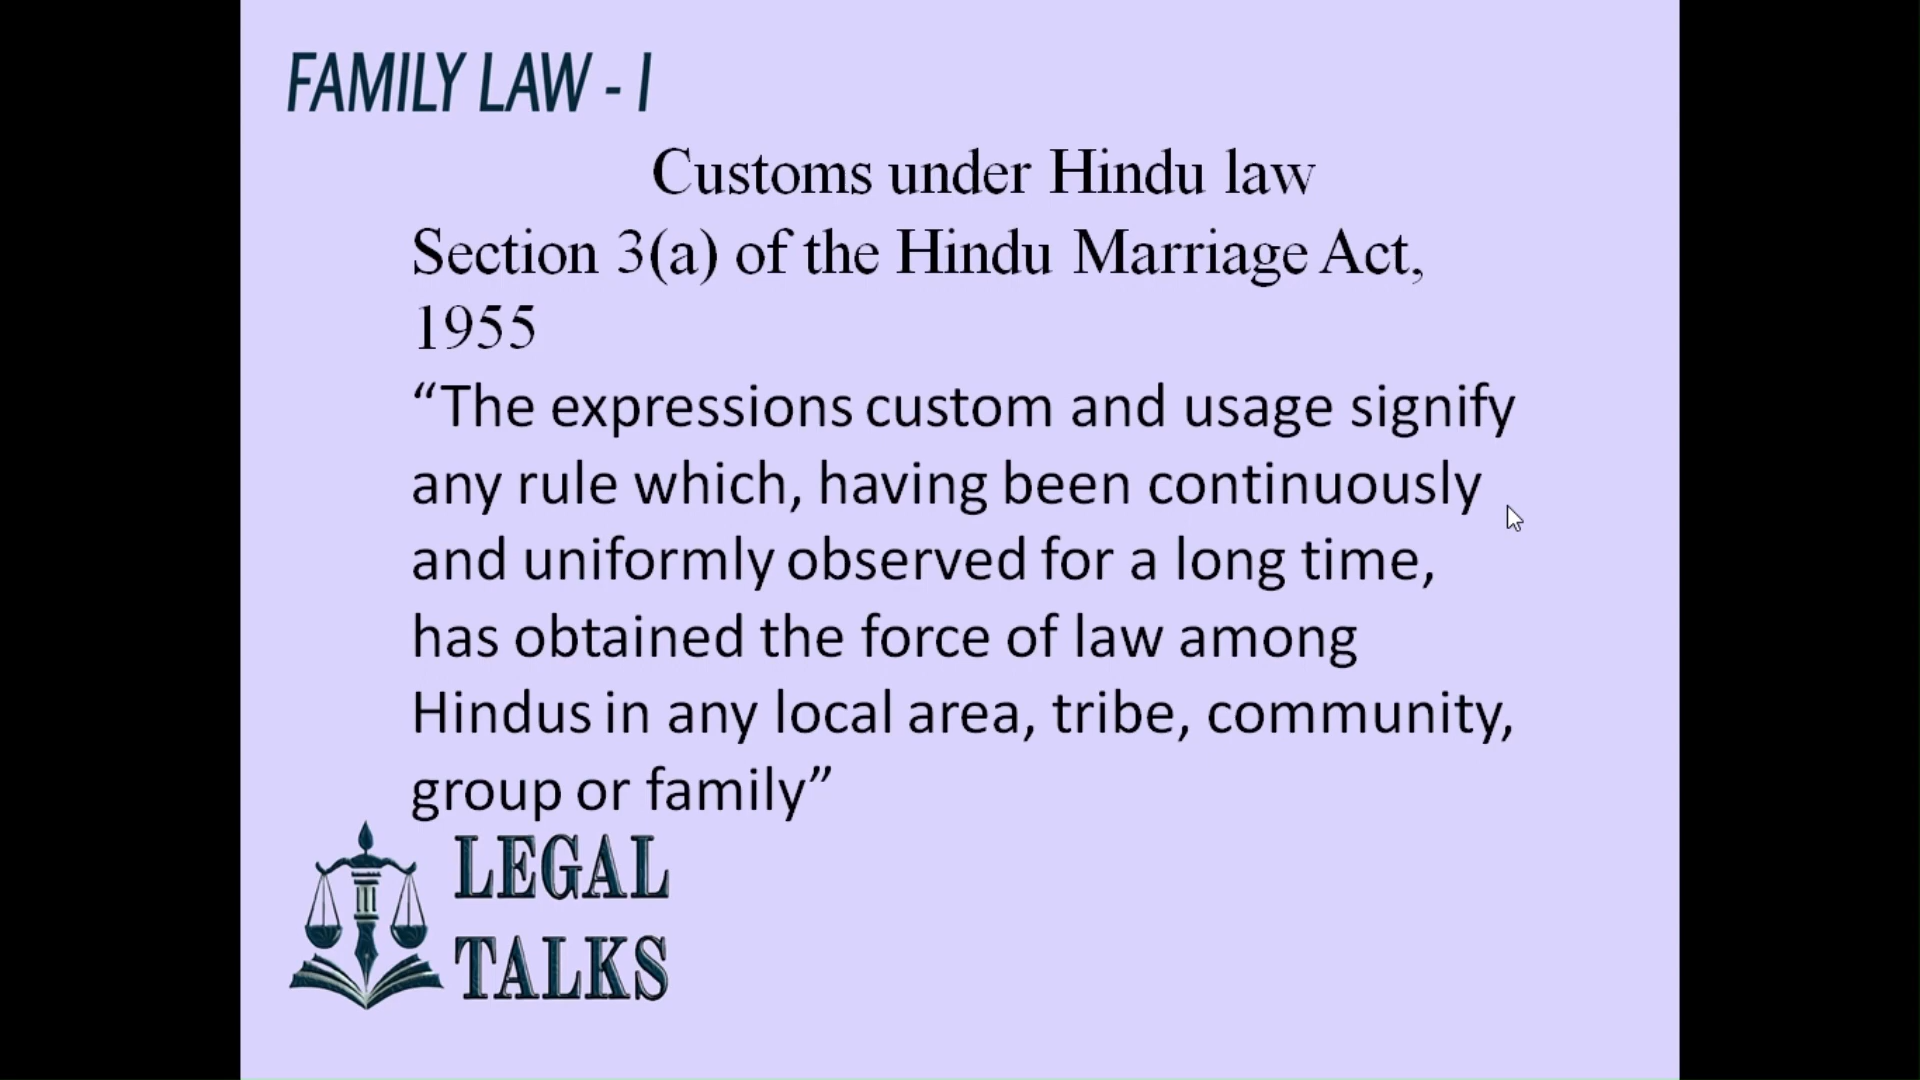 FAMILY LAW - I
Customs under Hindu law
Section 3(a) of the Hindu Marriage Act,
1955
“The expressions custom and usage signify
any rule which, having been continuously
and uniformly observed for a long time,
has obtained the force of law among
Hindus in any local area, tribe, community,
group or family”
LEGAL
TALKS